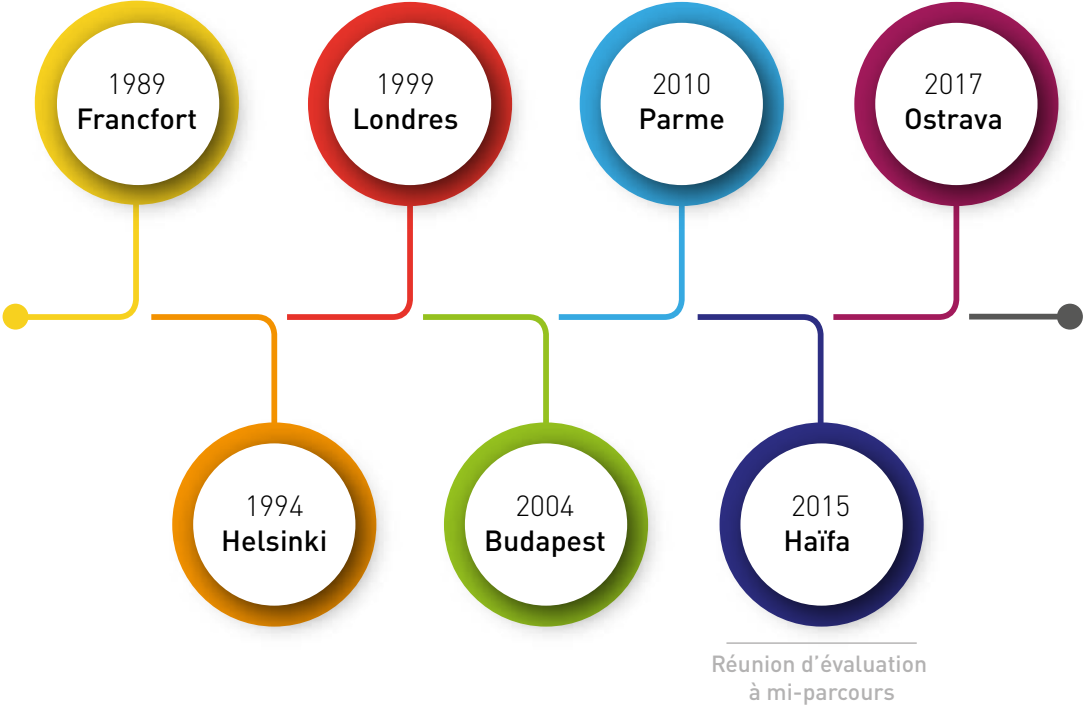 1989
Francfort
1999
Londres
2010
Parme
2017
Ostrava
1994
Helsinki
2004
Budapest
2015
Haïfa
Réunion d’évaluation
à mi-parcours